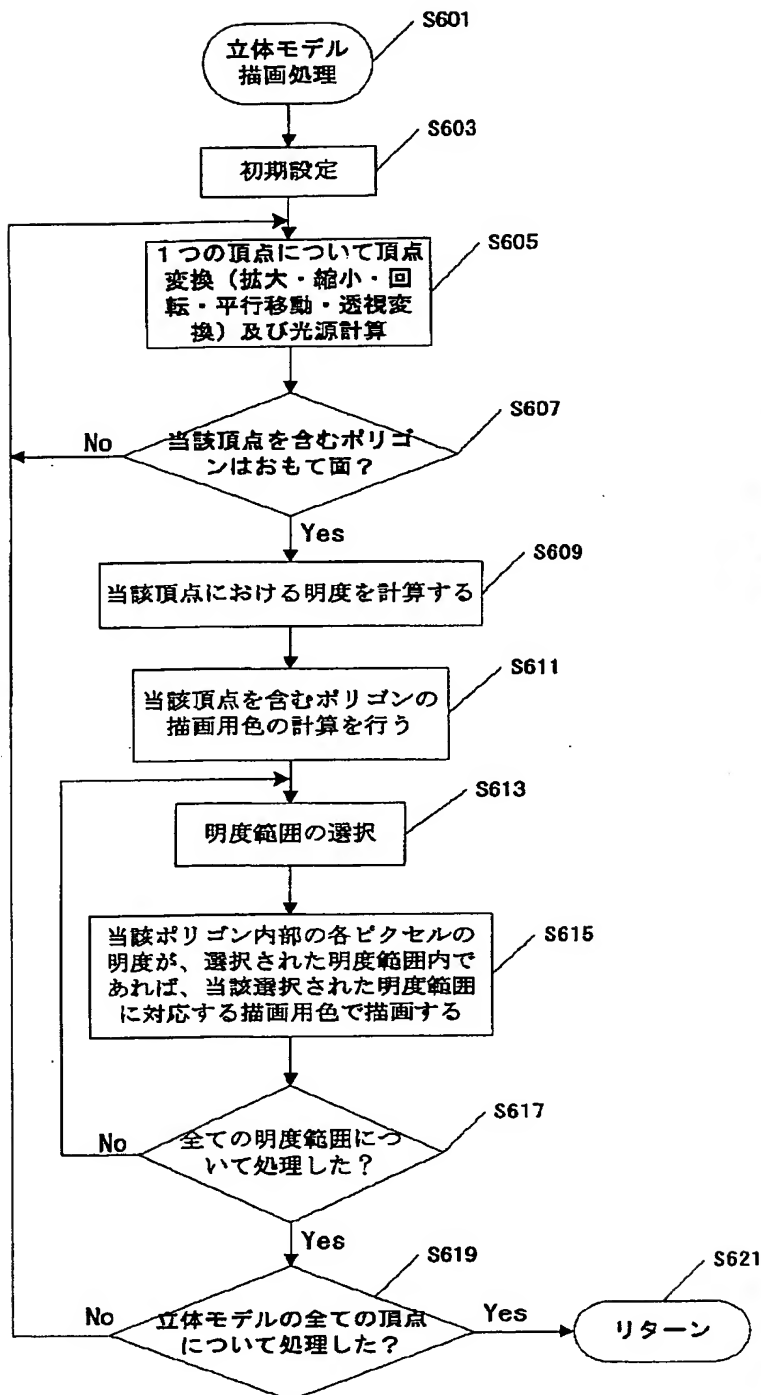 S601
立体モデル
描画処理
S603
初期設定
S605
1つの頂点について頂点
変換(拡大・縮小・回
転・平行移動・透視変
換)及び光源計算
S607
No
当該頂点を含むポリゴ
ンはおもて面?
Yes
S609
当該頂点における明度を計算する
S611
当該頂点を含むポリゴンの
描画用色の計算を行う
S613
明度範囲の選択
S615
当該ポリゴン内部の各ピクセルの
明度が、選択された明度範囲内で
あれば、当該選択された明度範囲
に対応する描画用色で描画する
S617
No
全ての明度範囲につ
いて処理した?
Yes
S619
S621
No
立体モデルの全ての頂点
について処理した?
Yes
リターン